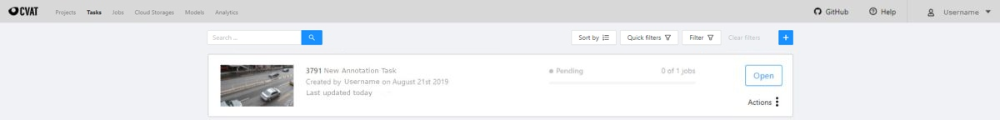 CVAT Projects Tasks Jobs Cloud Storages Models Analytics GitHub Help Username
Search ... Sort by Quick filters Filter Clear filters +
3791 New Annotation Task Pending 0 of 1 jobs Open
Created by Username on August 21st 2019
Last updated today
Actions